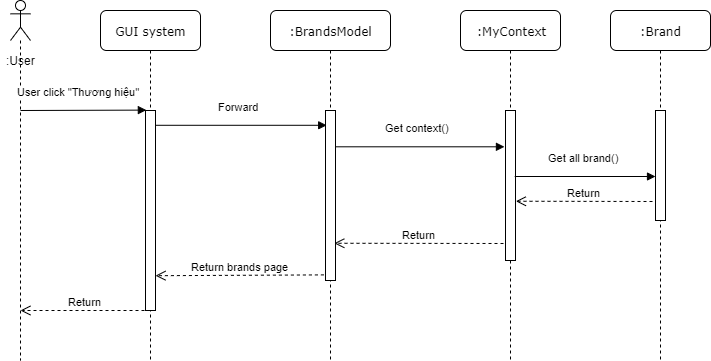 GUI system
:BrandsModel
:MyContext
:Brand
:User
User click "Thương hiệu"
Forward
Get context()
Get all brand()
Return
Return
Return brands page
Return